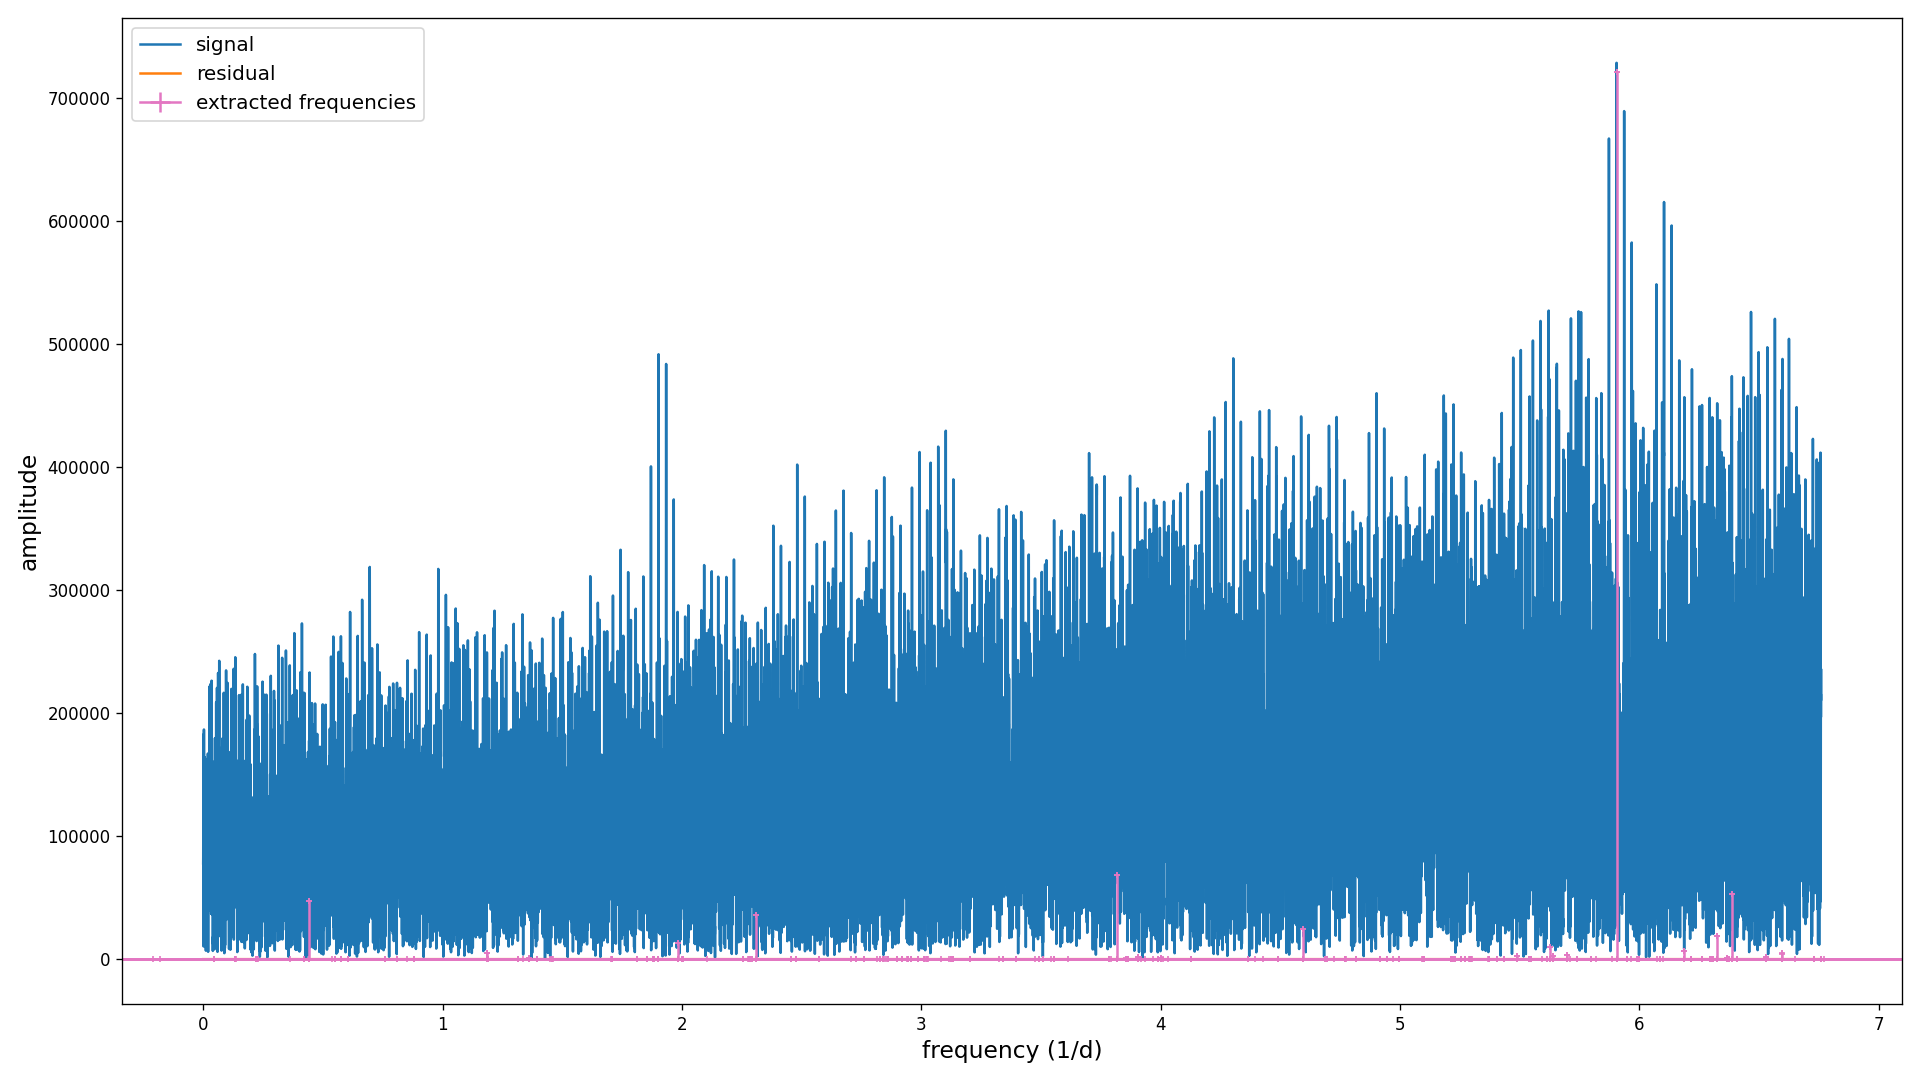 signal
residual
extracted frequencies
700000
600000
500000
400000
300000
200000
100000
0
amplitude
0 1 2 3 4 5 6 7
frequency (1/d)